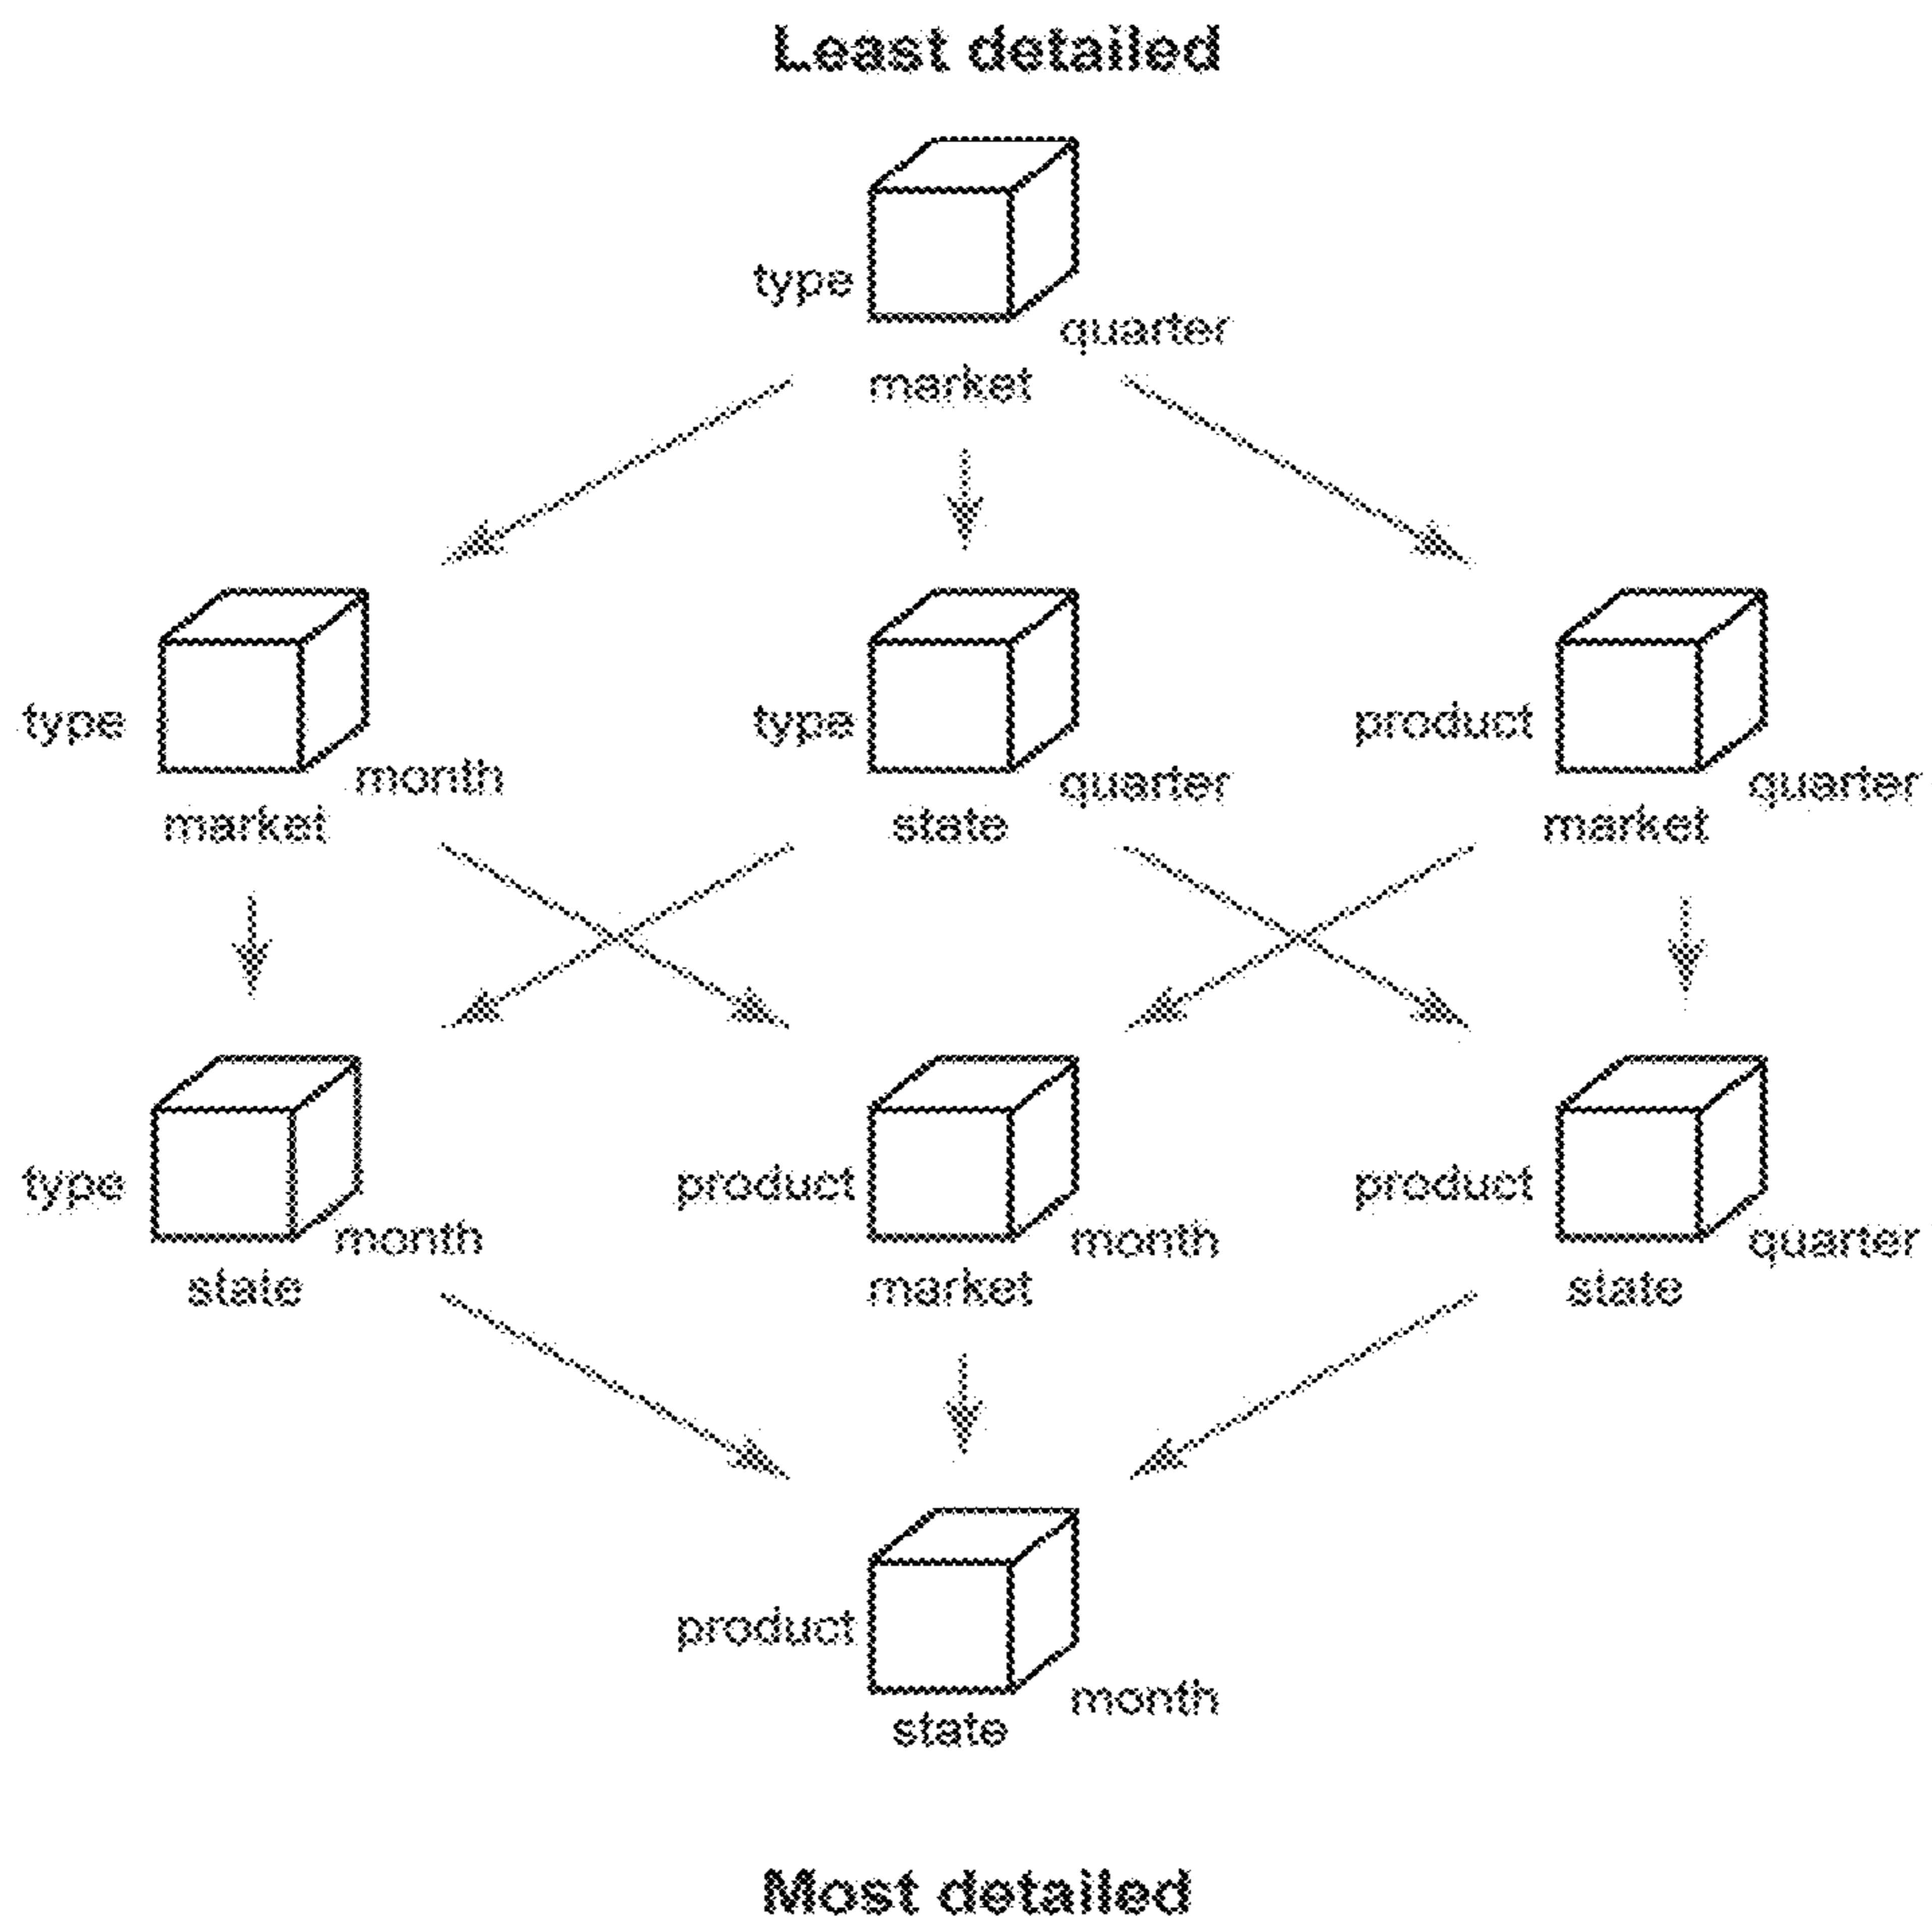 Least detailed
type
quarter
market
type
month
market
type
quarter
state
product
quarter
market
type
month
state
product
month
market
product
quarter
state
product
month
state
Most detailed